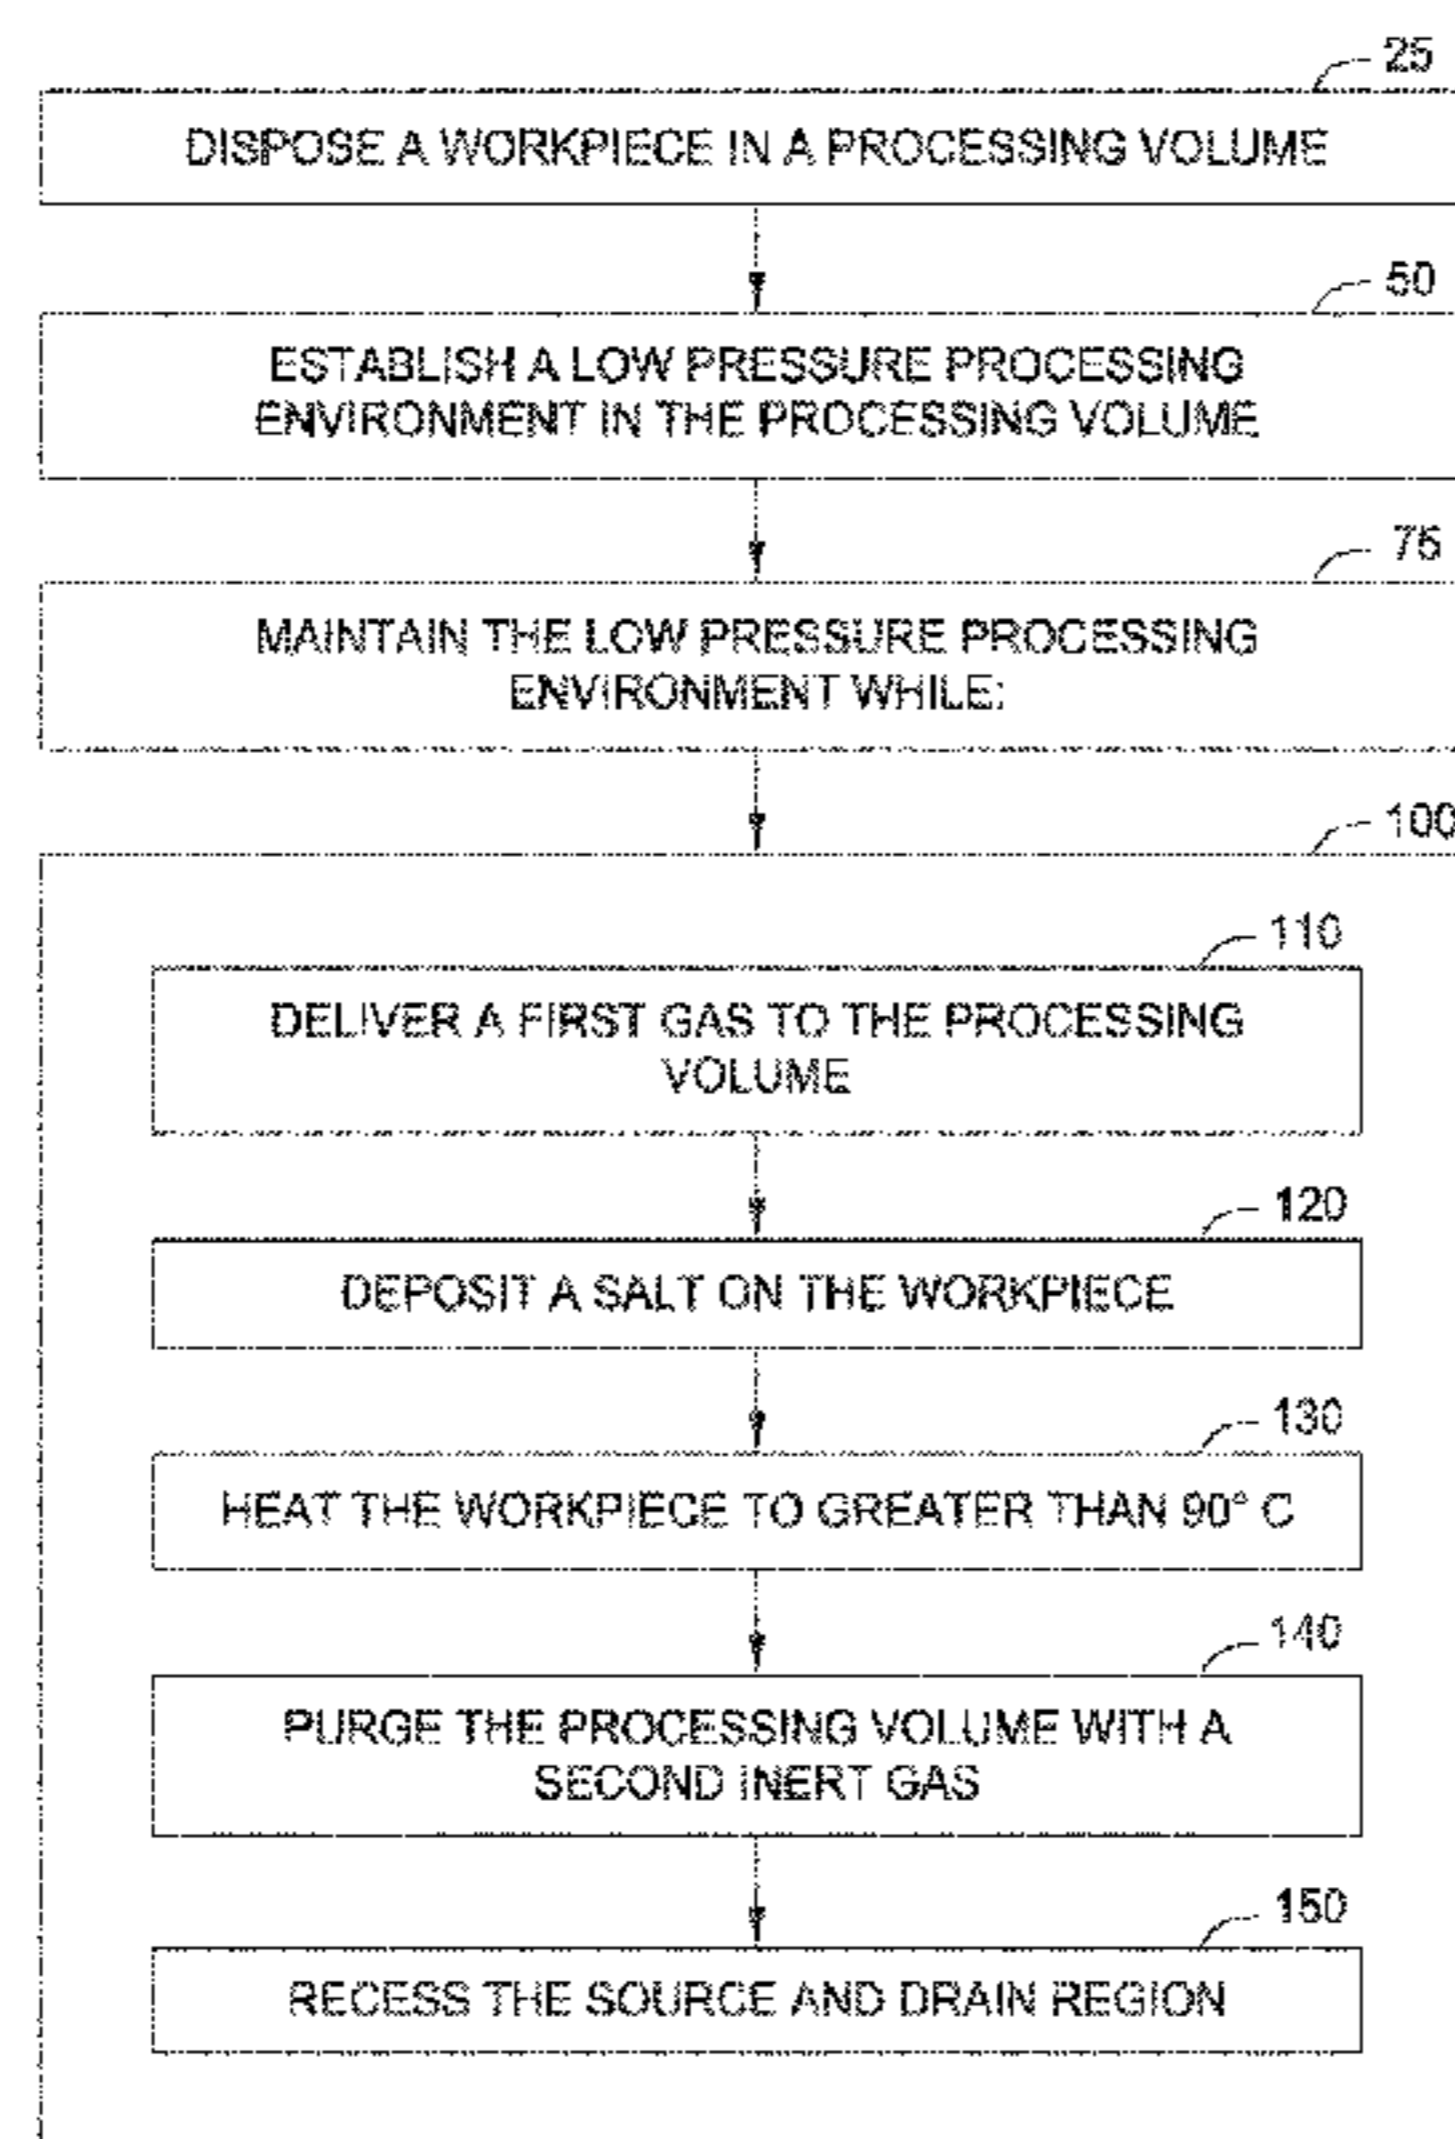 25
DISPOSE A WORKPIECE IN A PROCESSING VOLUME
50
ESTABLISH A LOW PRESSURE PROCESSING
ENVIRONMENT IN THE PROCESSING VOLUME
75
MAINTAIN THE LOW PRESSURE PROCESSING
ENVIRONMENT WHILE:
100
110
DELIVER A FIRST GAS TO THE PROCESSING
VOLUME
120
DEPOSIT A SALT ON THE WORKPIECE
130
HEAT THE WORKPIECE TO GREATER THAN 90° C
140
PURGE THE PROCESSING VOLUME WITH A
SECOND INERT GAS
150
RECESS THE SOURCE AND DRAIN REGION